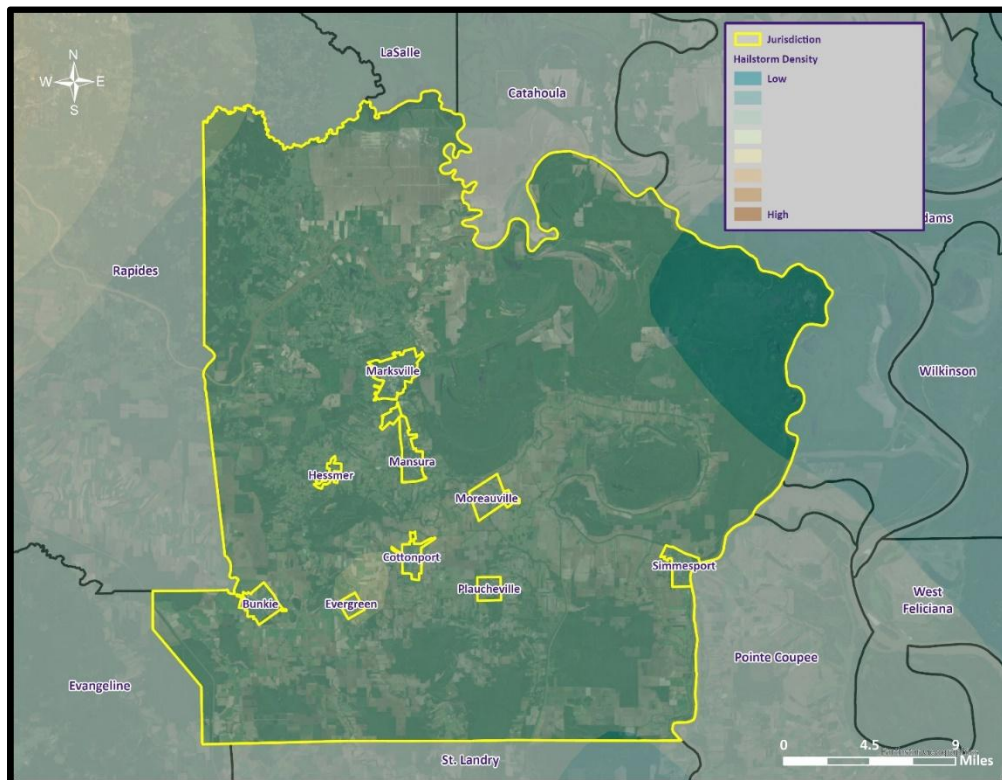 LaSalle
Catahoula
Jurisdiction
Hailstorm Density
Low
High
dams
N
W
E
S
Rapides
Wilkinson
Marksville
Hessmer
Mansura
Moreauville
Cottonport
Simmesport
Bunkie
Evergreen
Plaucheville
West
Feliciana
Pointe Coupee
Evangeline
St. Landry
0 4.5 9
Miles